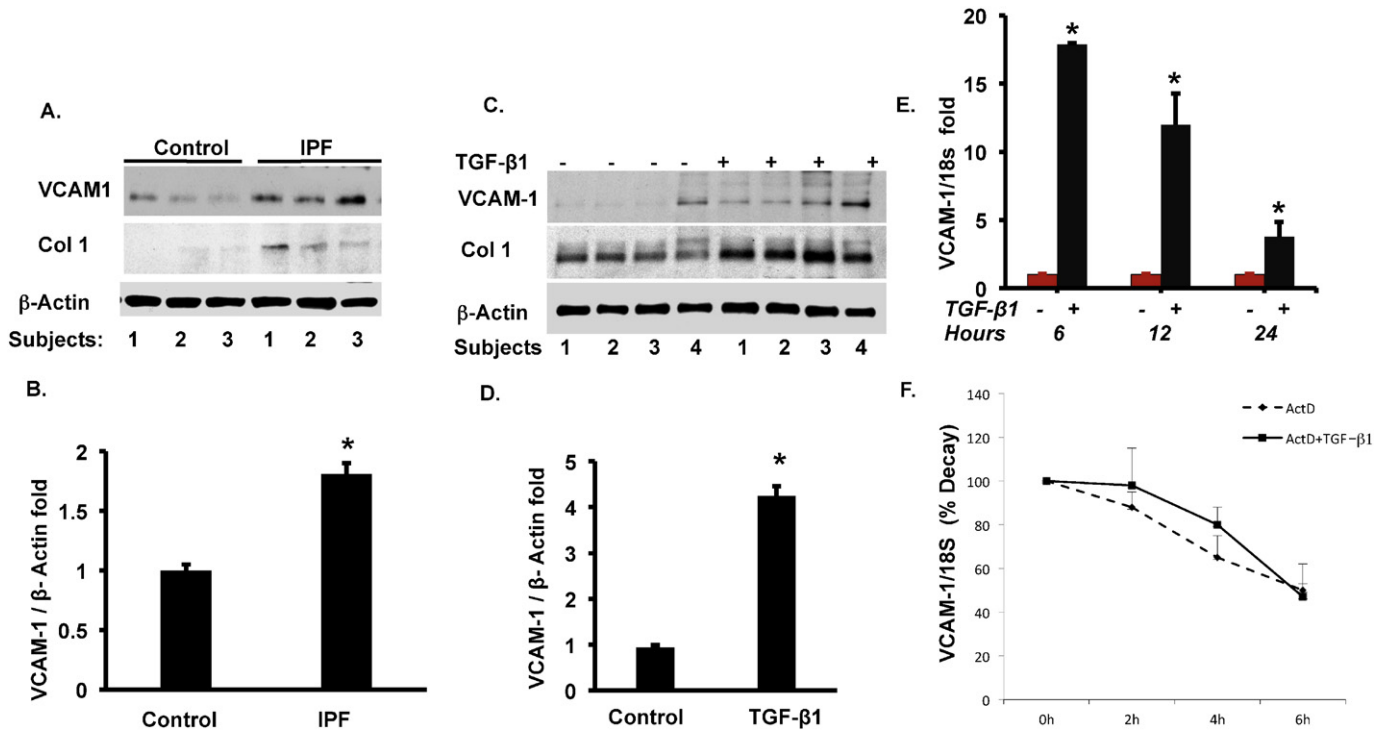 A.
Control IPF
VCAM1
Col 1
β-Actin
Subjects: 1 2 3 1 2 3
B.
VCAM-1 / β- Actin fold
2
*
1.5
1
0.5
0
Control IPF
C.
TGF-β1 - - - - + + + +
VCAM-1
Col 1
β-Actin
Subjects 1 2 3 4 1 2 3 4
D.
VCAM-1 / β- Actin fold
5
*
4
3
2
1
0
Control TGF-β1
E.
VCAM-1/18s fold
20
* * *
15
10
5
0
TGF-β1 - + - + - +
Hours 6 12 24
F.
VCAM-1/18S (% Decay)
140
120
100
80
60
40
20
0
ActD
ActD+TGF-β1
0h 2h 4h 6h